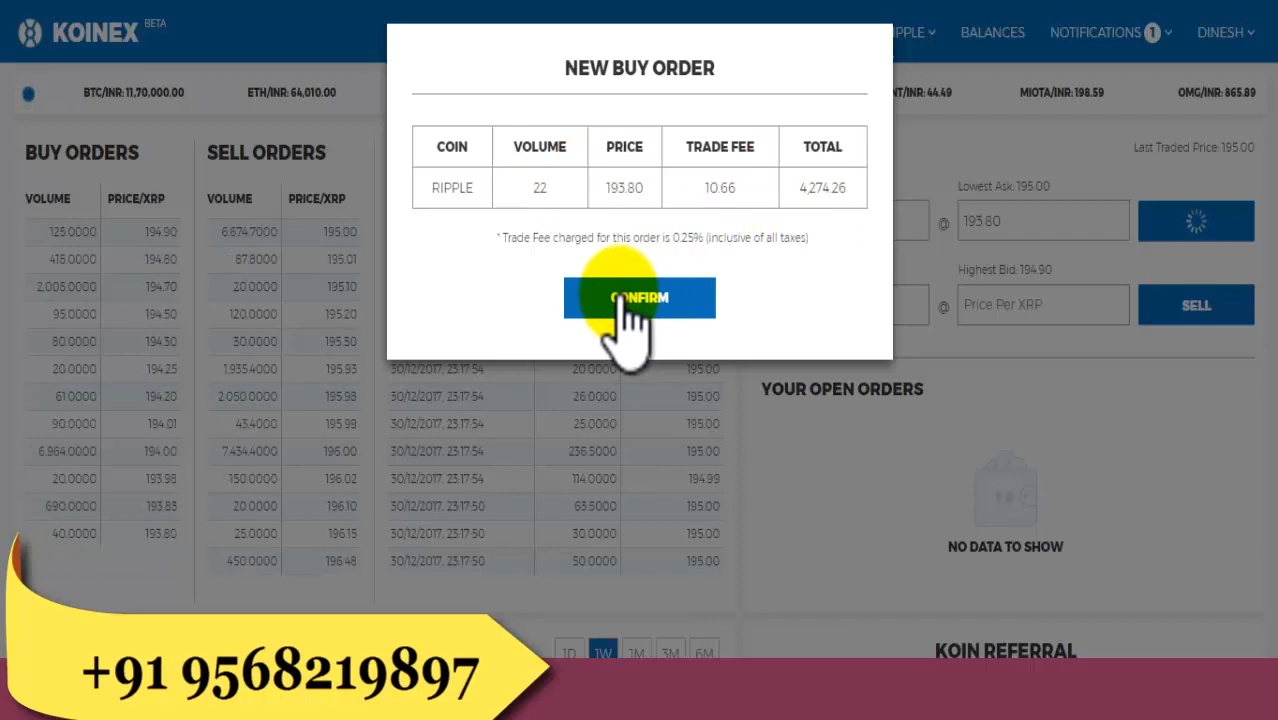 KOINEX BETA
BALANCES
NOTIFICATIONS 1
DINESH
BTC/INR: 11,70,000.00
ETH/INR: 64,010.00
MIOTA/INR: 198.59
OMG/INR: 865.89
NEW BUY ORDER
COIN VOLUME PRICE TRADE FEE TOTAL
RIPPLE 22 193.80 10.66 4,274.26
* Trade Fee charged for this order is 0.25% (inclusive of all taxes)
CONFIRM
BUY ORDERS
VOLUME PRICE/XRP
125.0000 194.90
418.0000 194.80
2,005.0000 194.70
95.0000 194.50
80.0000 194.50
20.0000 194.25
61.0000 194.20
90.0000 194.01
6,964.0000 194.00
20.0000 193.98
690.0000 193.83
40.0000 193.80
SELL ORDERS
VOLUME PRICE/XRP
6,674.7000 195.00
87.8000 195.01
20.0000 195.10
120.0000 195.20
30.0000 195.50
1,935.4000 195.93
2,050.0000 195.98
43.4000 195.99
7,434.4000 196.00
150.0000 196.02
20.0000 196.10
25.0000 196.15
450.0000 196.48
30/12/2017, 23:17:54 20.0000 195.00
30/12/2017, 23:17:54 26.0000 195.00
30/12/2017, 23:17:54 25.0000 195.00
30/12/2017, 23:17:54 236.5000 195.00
30/12/2017, 23:17:54 114.0000 194.99
30/12/2017, 23:17:50 63.5000 195.00
30/12/2017, 23:17:50 30.0000 195.00
30/12/2017, 23:17:50 50.0000 195.00
Last Traded Price: 195.00
Lowest Ask: 195.00
@ 193.80
Highest Bid: 194.90
@ Price Per XRP SELL
YOUR OPEN ORDERS
NO DATA TO SHOW
1D 1W 1M 3M 6M
KOIN REFERRAL
+91 9568219897